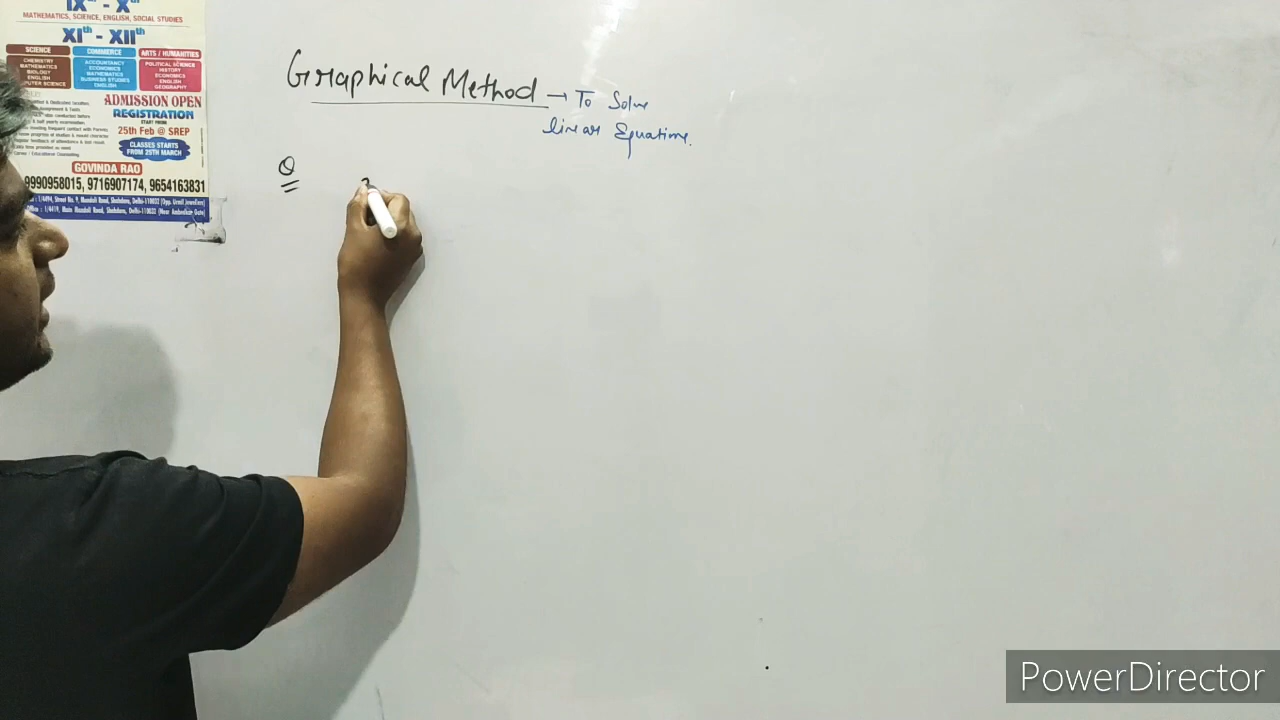 IXth - Xth
MATHEMATICS, SCIENCE, ENGLISH, SOCIAL STUDIES
XIth - XIIth
SCIENCE
CHEMISTRY
MATHEMATICS
BIOLOGY
ENGLISH
COMMERCE
ACCOUNTANCY
ECONOMICS
MATHEMATICS
BUSINESS STUDIES
ENGLISH
ARTS / HUMANITIES
POLITICAL SCIENCE
HISTORY
ECONOMICS
ENGLISH
GEOGRAPHY
ADMISSION OPEN
REGISTRATION
START FROM
25th Feb @ SREP
CLASSES STARTS
FROM 25TH MARCH
GOVINDA RAO
9990958015, 9716907174, 9654163831
Graphical Method → To Solve
linear Equations.
Q
PowerDirector